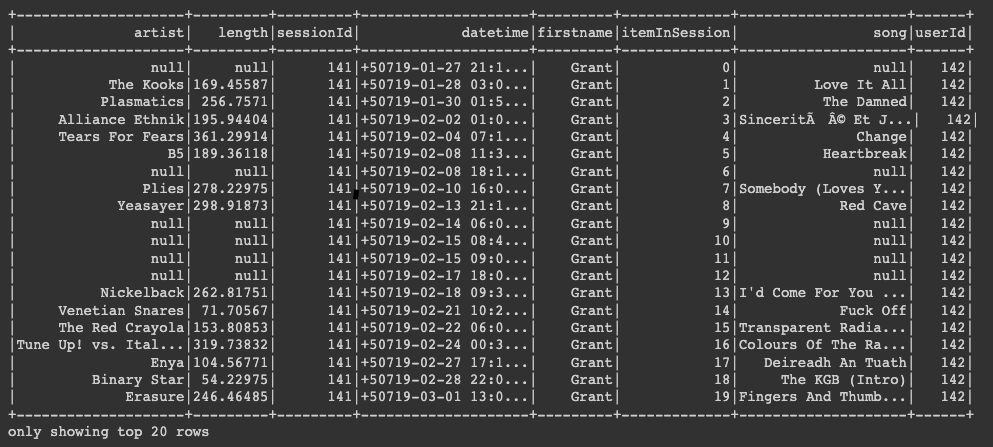 +------------------+---------+---------+--------------------+---------+-------------+--------------------+------+
|            artist|   length|sessionId|            datetime|firstname|itemInSession|                song|userId|
+------------------+---------+---------+--------------------+---------+-------------+--------------------+------+
|              null|     null|      141|+50719-01-27 21:1...|    Grant|            0|                null|   142|
|         The Kooks|169.45587|      141|+50719-01-28 03:0...|    Grant|            1|         Love It All|   142|
|        Plasmatics| 256.7571|      141|+50719-01-30 01:5...|    Grant|            2|          The Damned|   142|
|   Alliance Ethnik|195.94404|      141|+50719-02-02 01:0...|    Grant|            3|SinceritÃ  Â© Et J...|   142|
|   Tears For Fears|361.29914|      141|+50719-02-04 07:1...|    Grant|            4|              Change|   142|
|                B5|189.36118|      141|+50719-02-08 11:3...|    Grant|            5|          Heartbreak|   142|
|              null|     null|      141|+50719-02-08 18:1...|    Grant|            6|                null|   142|
|             Plies|278.22975|      141|+50719-02-10 16:0...|    Grant|            7|Somebody (Loves Y...|   142|
|          Yeasayer|298.91873|      141|+50719-02-13 21:1...|    Grant|            8|            Red Cave|   142|
|              null|     null|      141|+50719-02-14 06:0...|    Grant|            9|                null|   142|
|              null|     null|      141|+50719-02-15 08:4...|    Grant|           10|                null|   142|
|              null|     null|      141|+50719-02-15 09:0...|    Grant|           11|                null|   142|
|              null|     null|      141|+50719-02-17 18:0...|    Grant|           12|                null|   142|
|        Nickelback|262.81751|      141|+50719-02-18 09:3...|    Grant|           13|I'd Come For You ...|   142|
|   Venetian Snares| 71.70567|      141|+50719-02-21 10:2...|    Grant|           14|            Fuck Off|   142|
|   The Red Crayola|153.80853|      141|+50719-02-22 06:0...|    Grant|           15|Transparent Radia...|   142|
|Tune Up! vs. Ital...|319.73832|      141|+50719-02-24 00:3...|    Grant|           16|Colours Of The Ra...|   142|
|              Enya|104.56771|      141|+50719-02-27 17:1...|    Grant|           17|    Deireadh An Tuath|   142|
|       Binary Star| 54.22975|      141|+50719-02-28 22:0...|    Grant|           18|     The KGB (Intro)|   142|
|           Erasure|246.46485|      141|+50719-03-01 13:0...|    Grant|           19|Fingers And Thumb...|   142|
+------------------+---------+---------+--------------------+---------+-------------+--------------------+------+
only showing top 20 rows